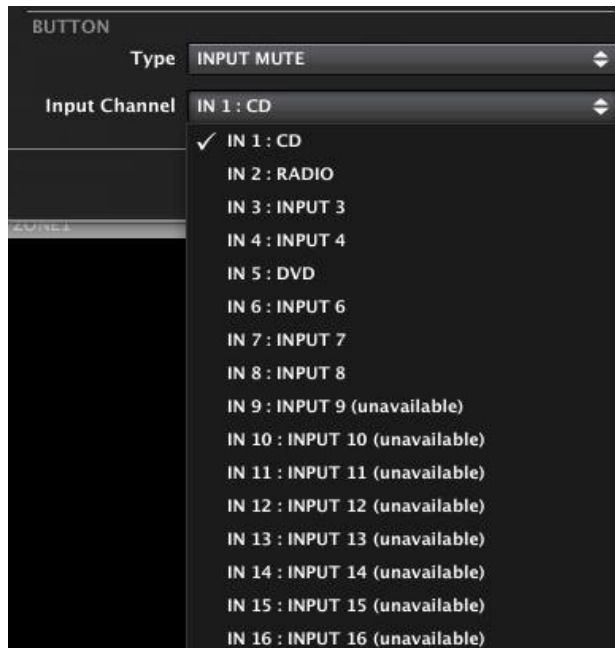 BUTTON
Type INPUT MUTE
Input Channel IN 1 : CD
✓ IN 1 : CD
IN 2 : RADIO
ZONE1
IN 3 : INPUT 3
IN 4 : INPUT 4
IN 5 : DVD
IN 6 : INPUT 6
IN 7 : INPUT 7
IN 8 : INPUT 8
IN 9 : INPUT 9 (unavailable)
IN 10 : INPUT 10 (unavailable)
IN 11 : INPUT 11 (unavailable)
IN 12 : INPUT 12 (unavailable)
IN 13 : INPUT 13 (unavailable)
IN 14 : INPUT 14 (unavailable)
IN 15 : INPUT 15 (unavailable)
IN 16 : INPUT 16 (unavailable)